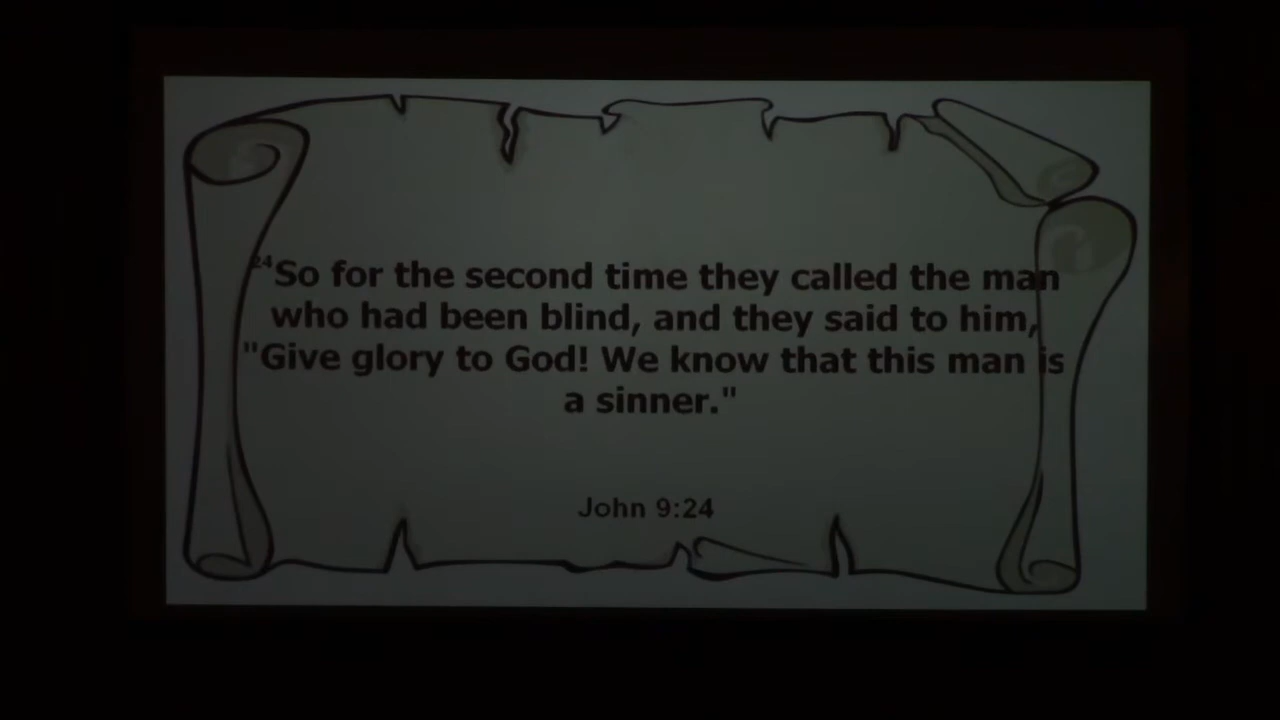 24So for the second time they called the man
who had been blind, and they said to him,
"Give glory to God! We know that this man is
a sinner."
John 9:24